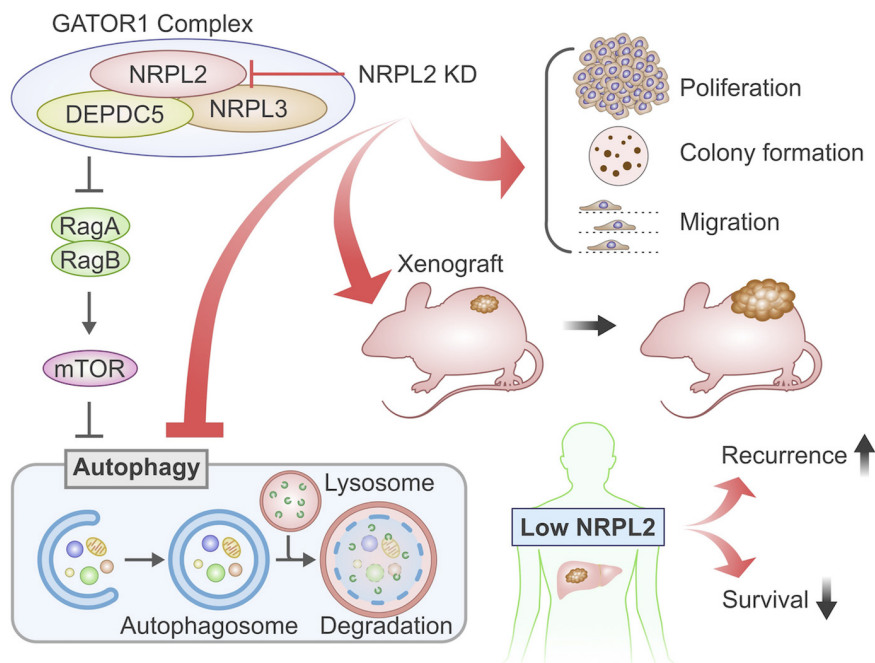 GATOR1 Complex
NRPL2
NRPL2 KD
DEPDC5
NRPL3
RagA
RagB
mTOR
Poliferation
Colony formation
Migration
Xenograft
Autophagy
Lysosome
Autophagosome
Degradation
Low NRPL2
Recurrence
Survival